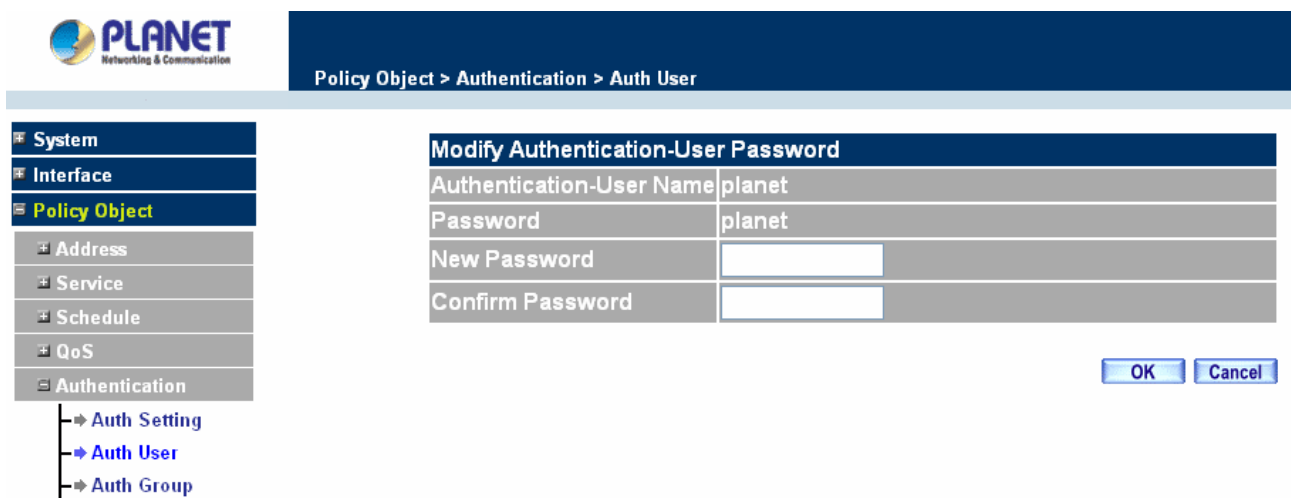 PLANET
Networking & Communication
Policy Object > Authentication > Auth User
System
Interface
Policy Object
Address
Service
Schedule
QoS
Authentication
Auth Setting
Auth User
Auth Group
Modify Authentication-User Password
Authentication-User Name planet
Password planet
New Password
Confirm Password
OK Cancel